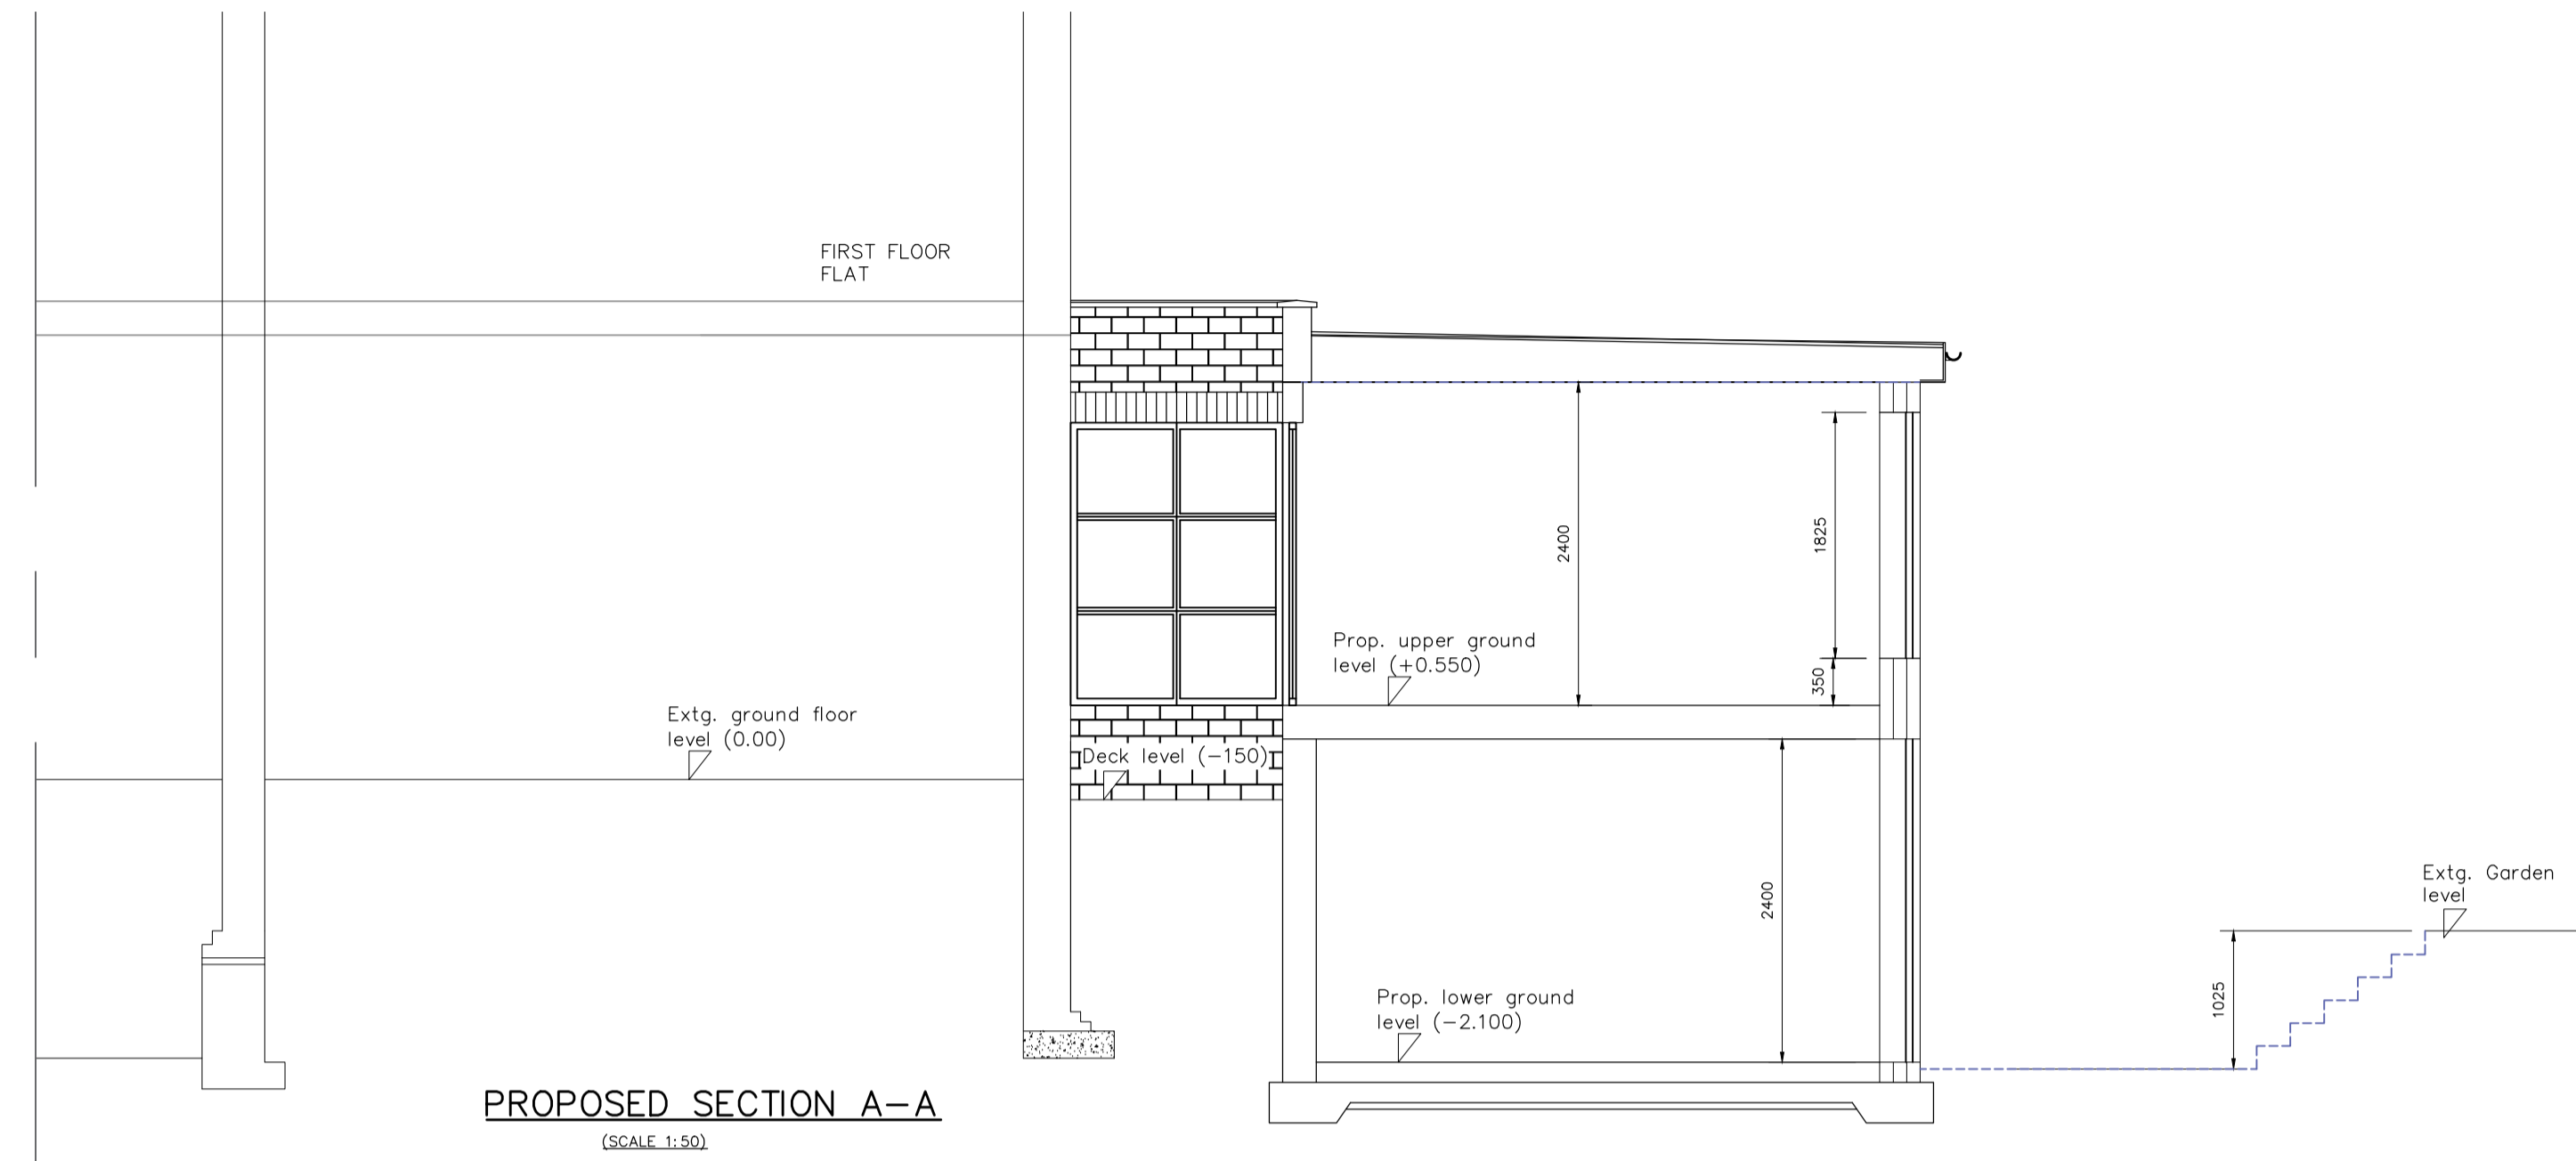 FIRST FLOOR
FLAT
2400
1825
Prop. upper ground
level (+0.550)
350
Extg. ground floor
level (0.00)
Deck level (-150)
2400
Extg. Garden
level
1025
Prop. lower ground
level (-2.100)
PROPOSED SECTION A-A
(SCALE 1:50)